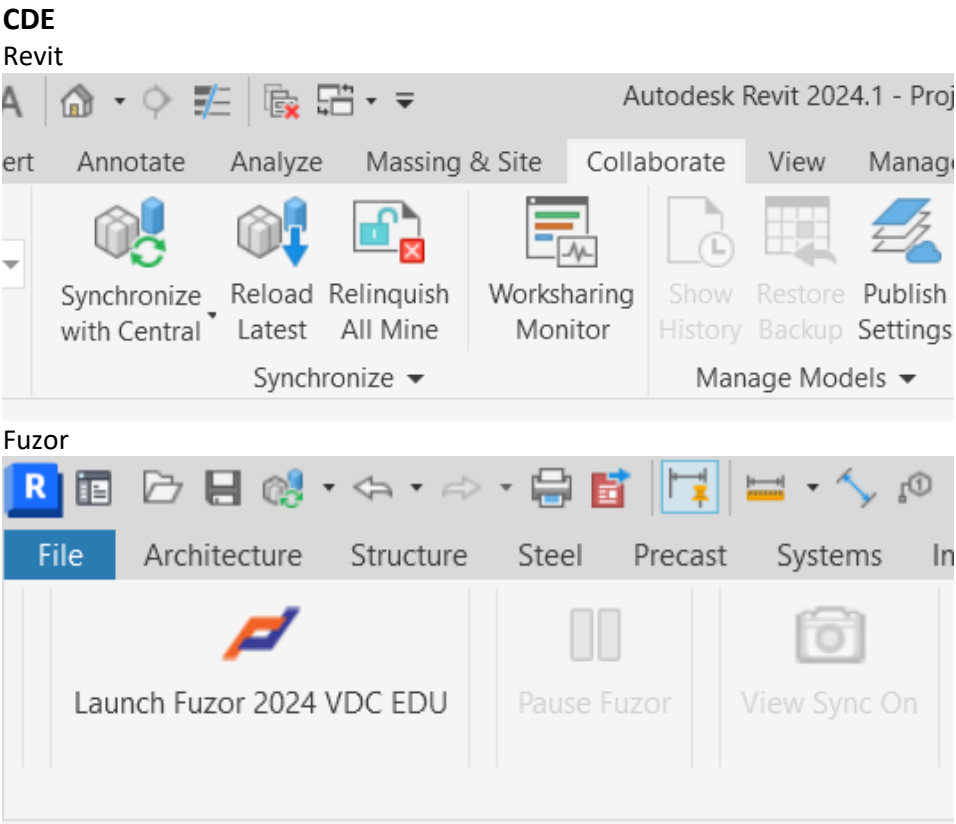 CDE
Revit
A
Autodesk Revit 2024.1 - Proj
ert Annotate Analyze Massing & Site Collaborate View Manage
Synchronize with Central
Reload Latest
Relinquish All Mine
Worksharing Monitor
Show History
Restore Backup
Publish Settings
Synchronize
Manage Models
Fuzor
R
1
File Architecture Structure Steel Precast Systems In
Launch Fuzor 2024 VDC EDU
Pause Fuzor
View Sync On